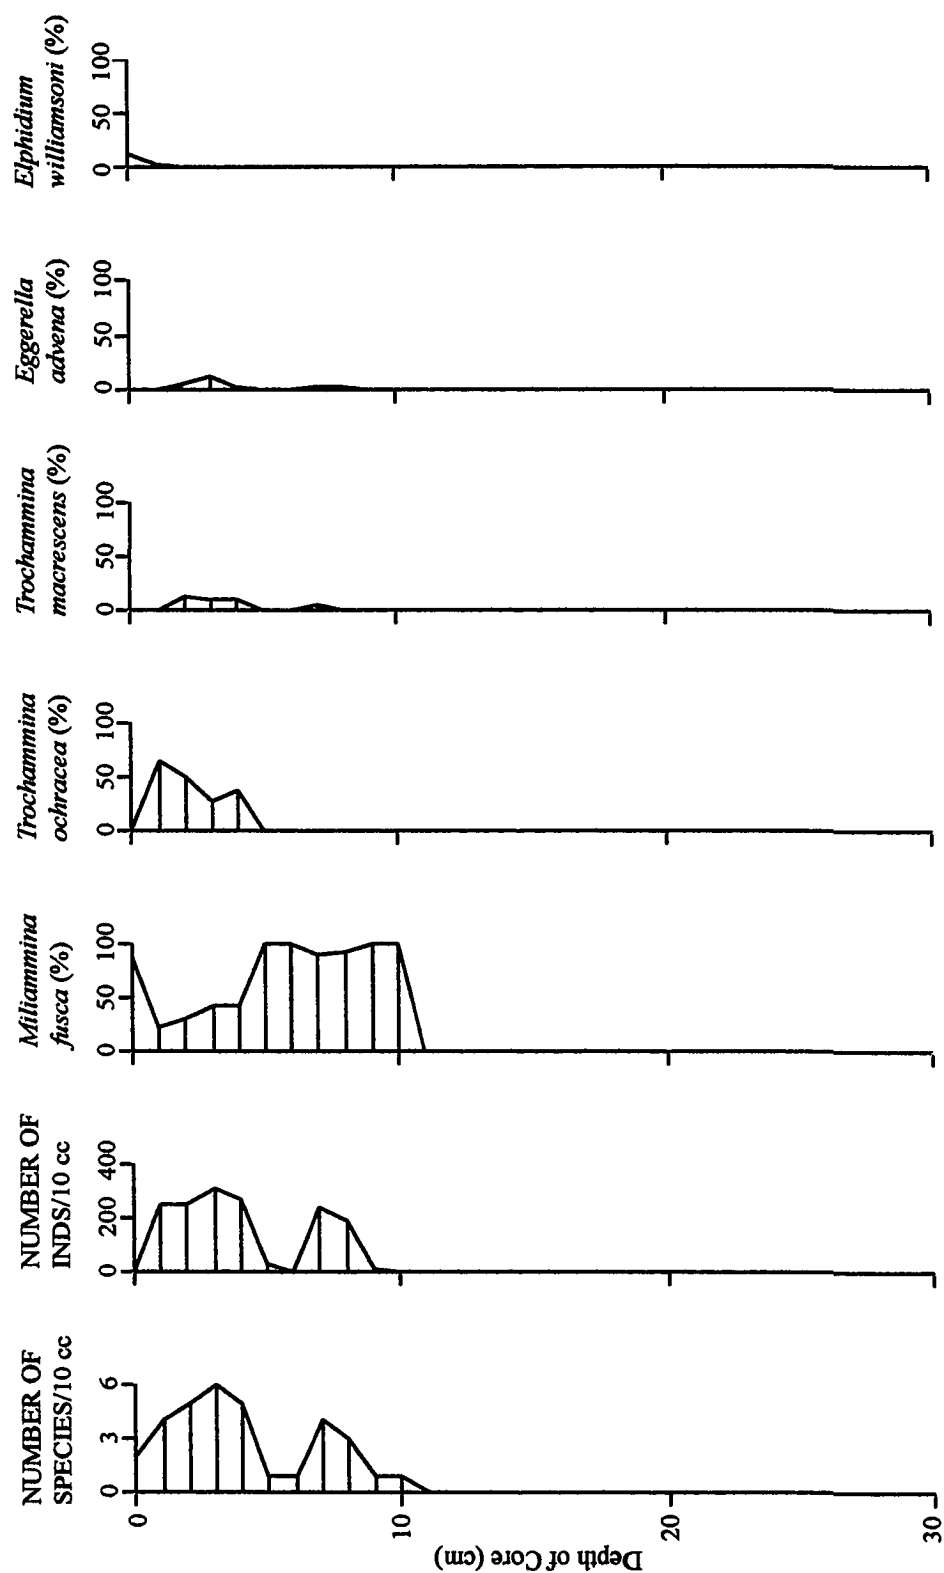 Elphidium
williamsoni (%)
0 50 100
Eggerella
advena (%)
0 50 100
Trochammina
macrescens (%)
0 50 100
Trochammina
ochracea (%)
0 50 100
Miliammina
fusca (%)
0 50 100
NUMBER OF
INDS/10 cc
0 200 400
NUMBER OF
SPECIES/10 cc
0 3 6
0
10
20
30
Depth of Core (cm)